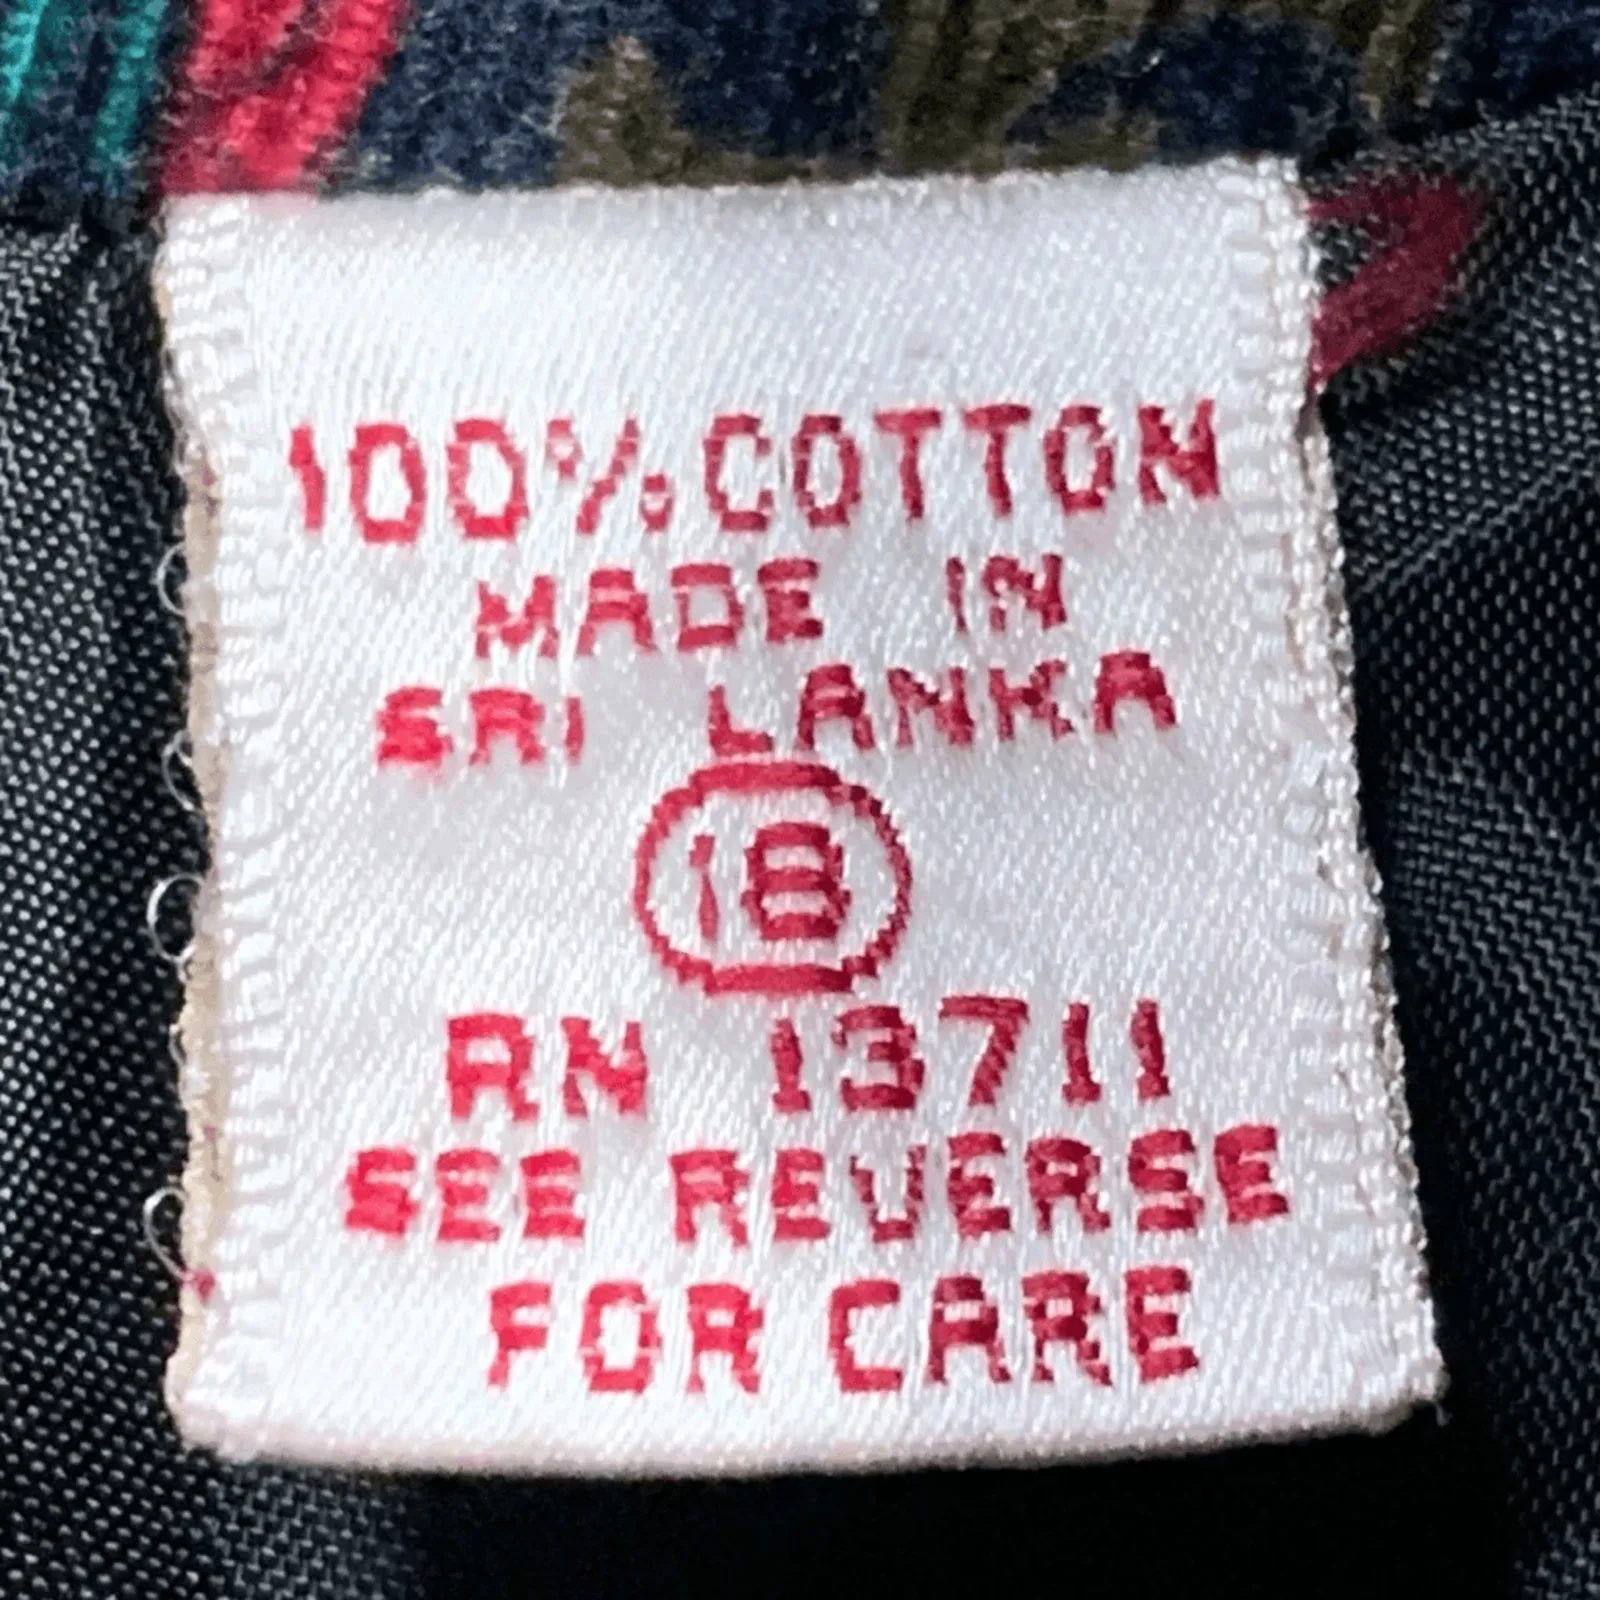 100% COTTON
MADE IN
SRI LANKA
18
RN 13711
SEE REVERSE
FOR CARE